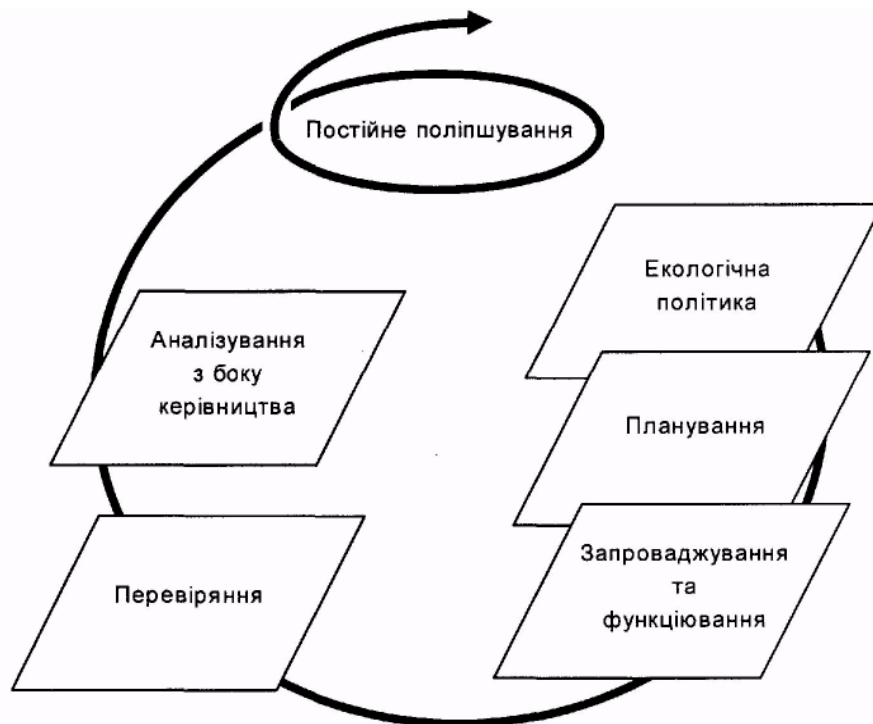 Постійне поліпшування
Екологічна
політика
Планування
Запроваджування
та
функціювання
Перевіряння
Аналізування
з боку
керівництва